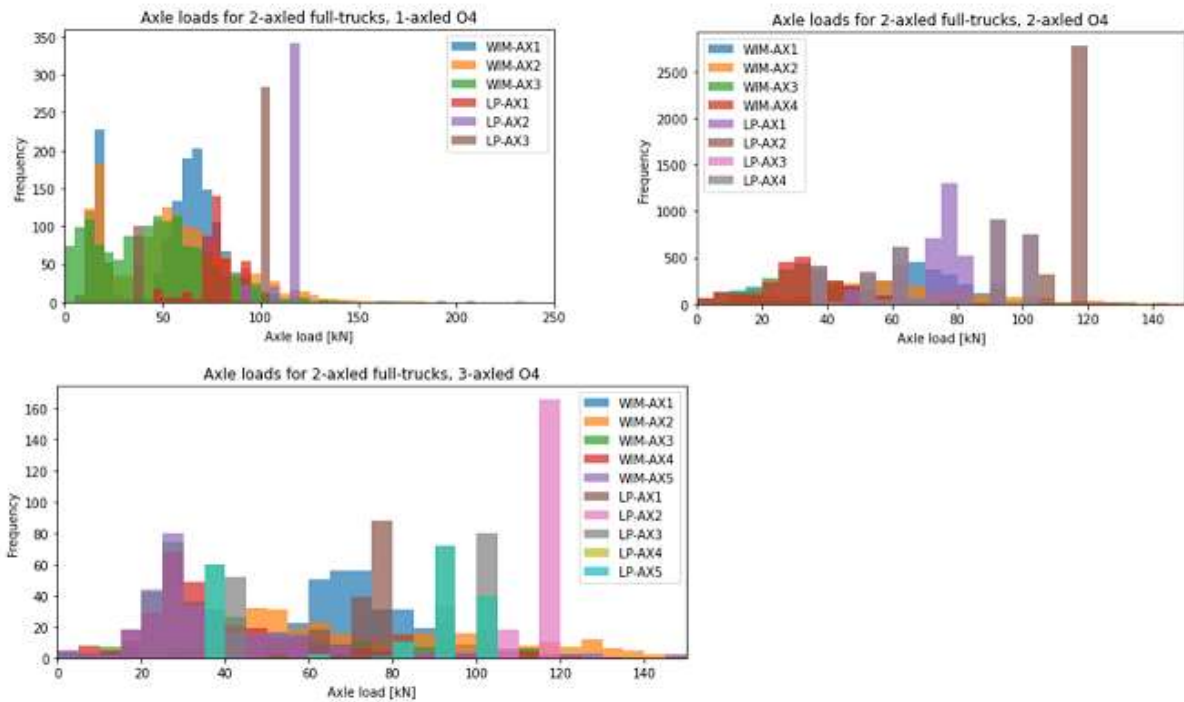 Axle loads for 2-axled full-trucks, 1-axled O4
350
300
250
200
150
100
50
0
Frequency
WIM-AX1
WIM-AX2
WIM-AX3
LP-AX1
LP-AX2
LP-AX3
0 50 100 150 200 250
Axle load [kN]
Axle loads for 2-axled full-trucks, 2-axled O4
2500
2000
1500
1000
500
0
Frequency
WIM-AX1
WIM-AX2
WIM-AX3
WIM-AX4
LP-AX1
LP-AX2
LP-AX3
LP-AX4
0 20 40 60 80 100 120 140
Axle load [kN]
Axle loads for 2-axled full-trucks, 3-axled O4
160
140
120
100
80
60
40
20
0
Frequency
WIM-AX1
WIM-AX2
WIM-AX3
WIM-AX4
WIM-AX5
LP-AX1
LP-AX2
LP-AX3
LP-AX4
LP-AX5
0 20 40 60 80 100 120 140
Axle load [kN]